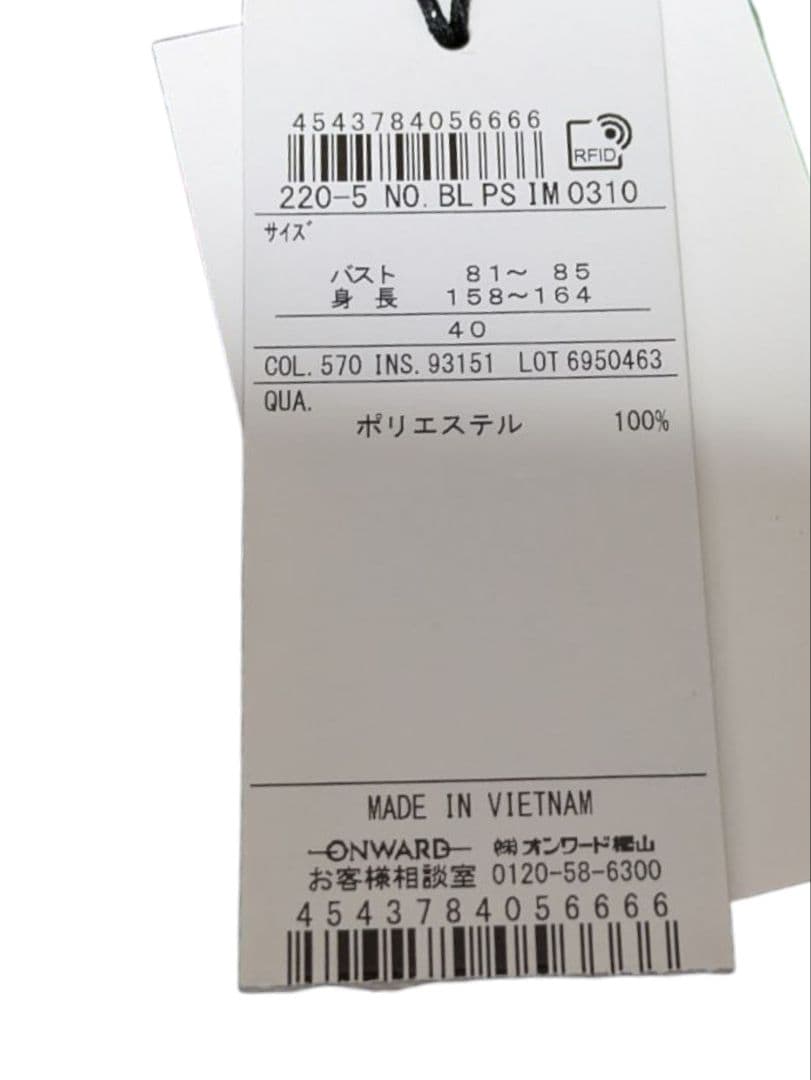 4543784056666
RFID
220-5 NO. BL PS IM 0310
サイズ
バスト 81～ 85
身 長 158～164
40
COL. 570 INS. 93151 LOT 6950463
QUA.
ポリエステル 100%
MADE IN VIETNAM
ONWARD ㈱オンワード樫山
お客様相談室 0120-58-6300
4543784056666